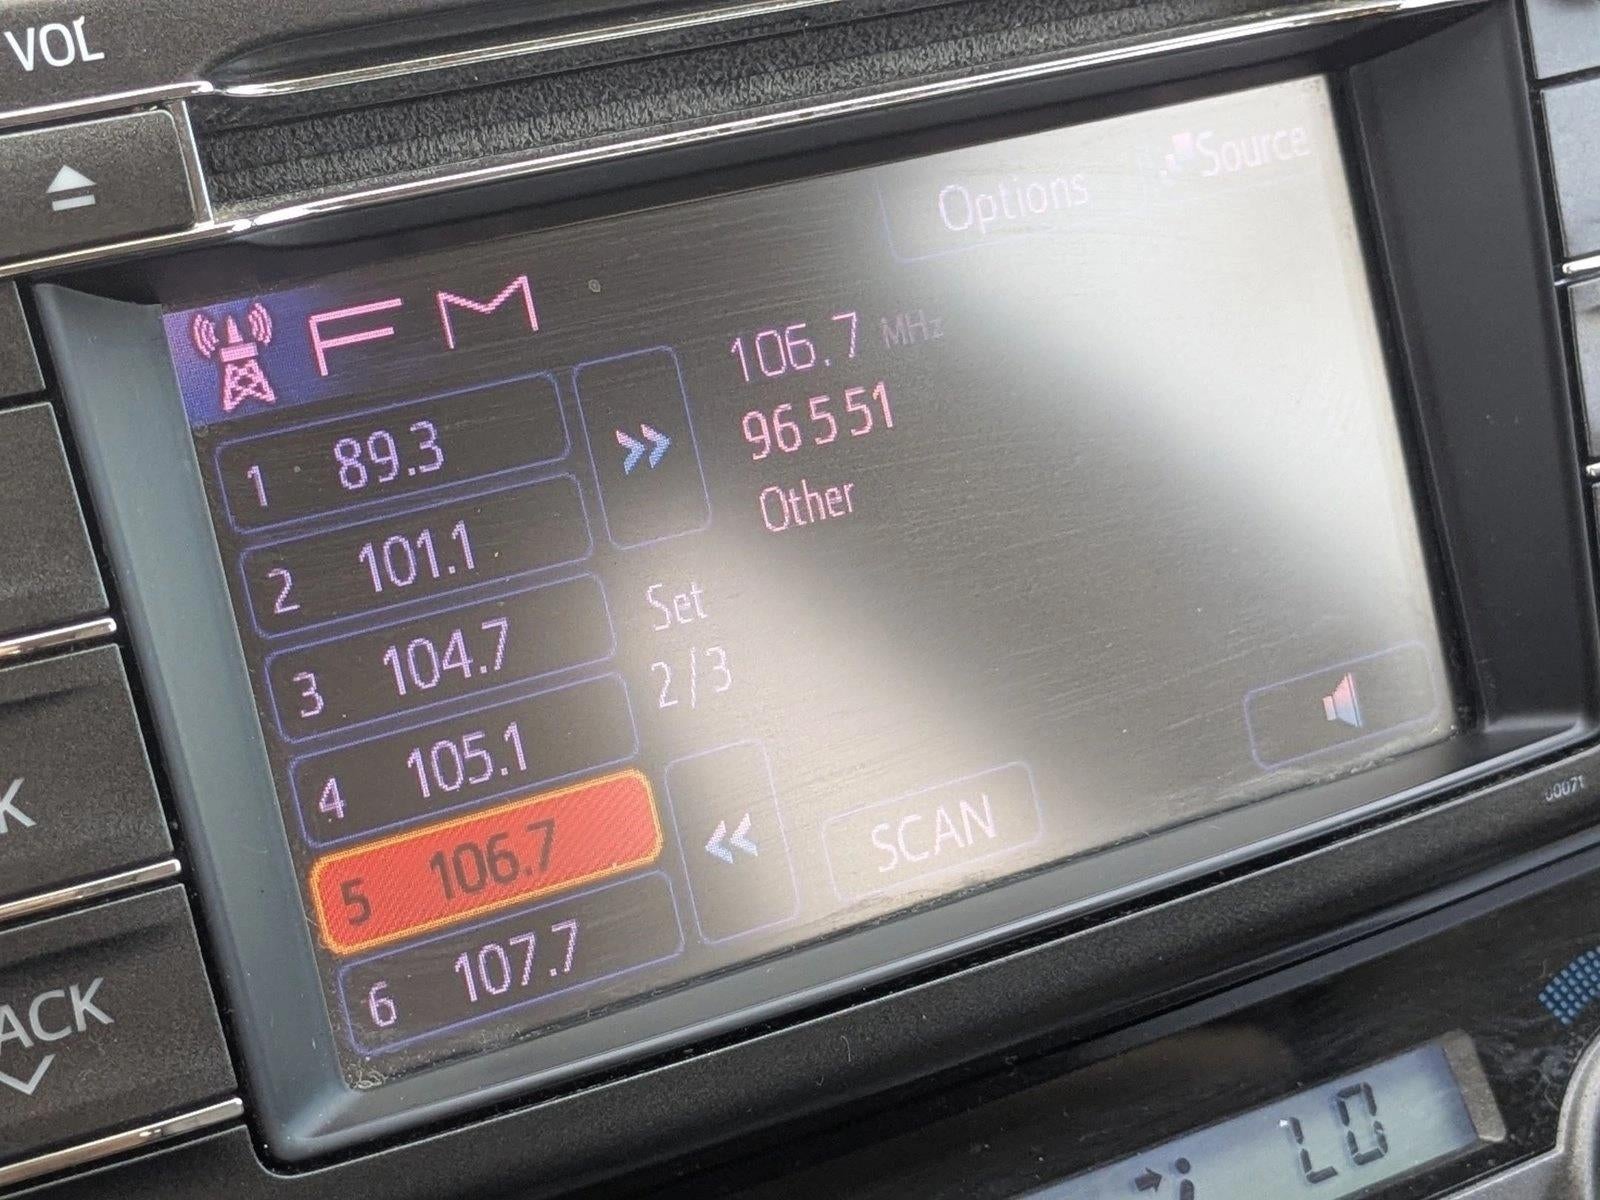 VOL
Source
Options
FM
106.7 MHz
96551
Other
1 89.3
2 101.1
3 104.7
4 105.1
5 106.7
6 107.7
Set
2/3
SCAN
00071
K
ACK
LO